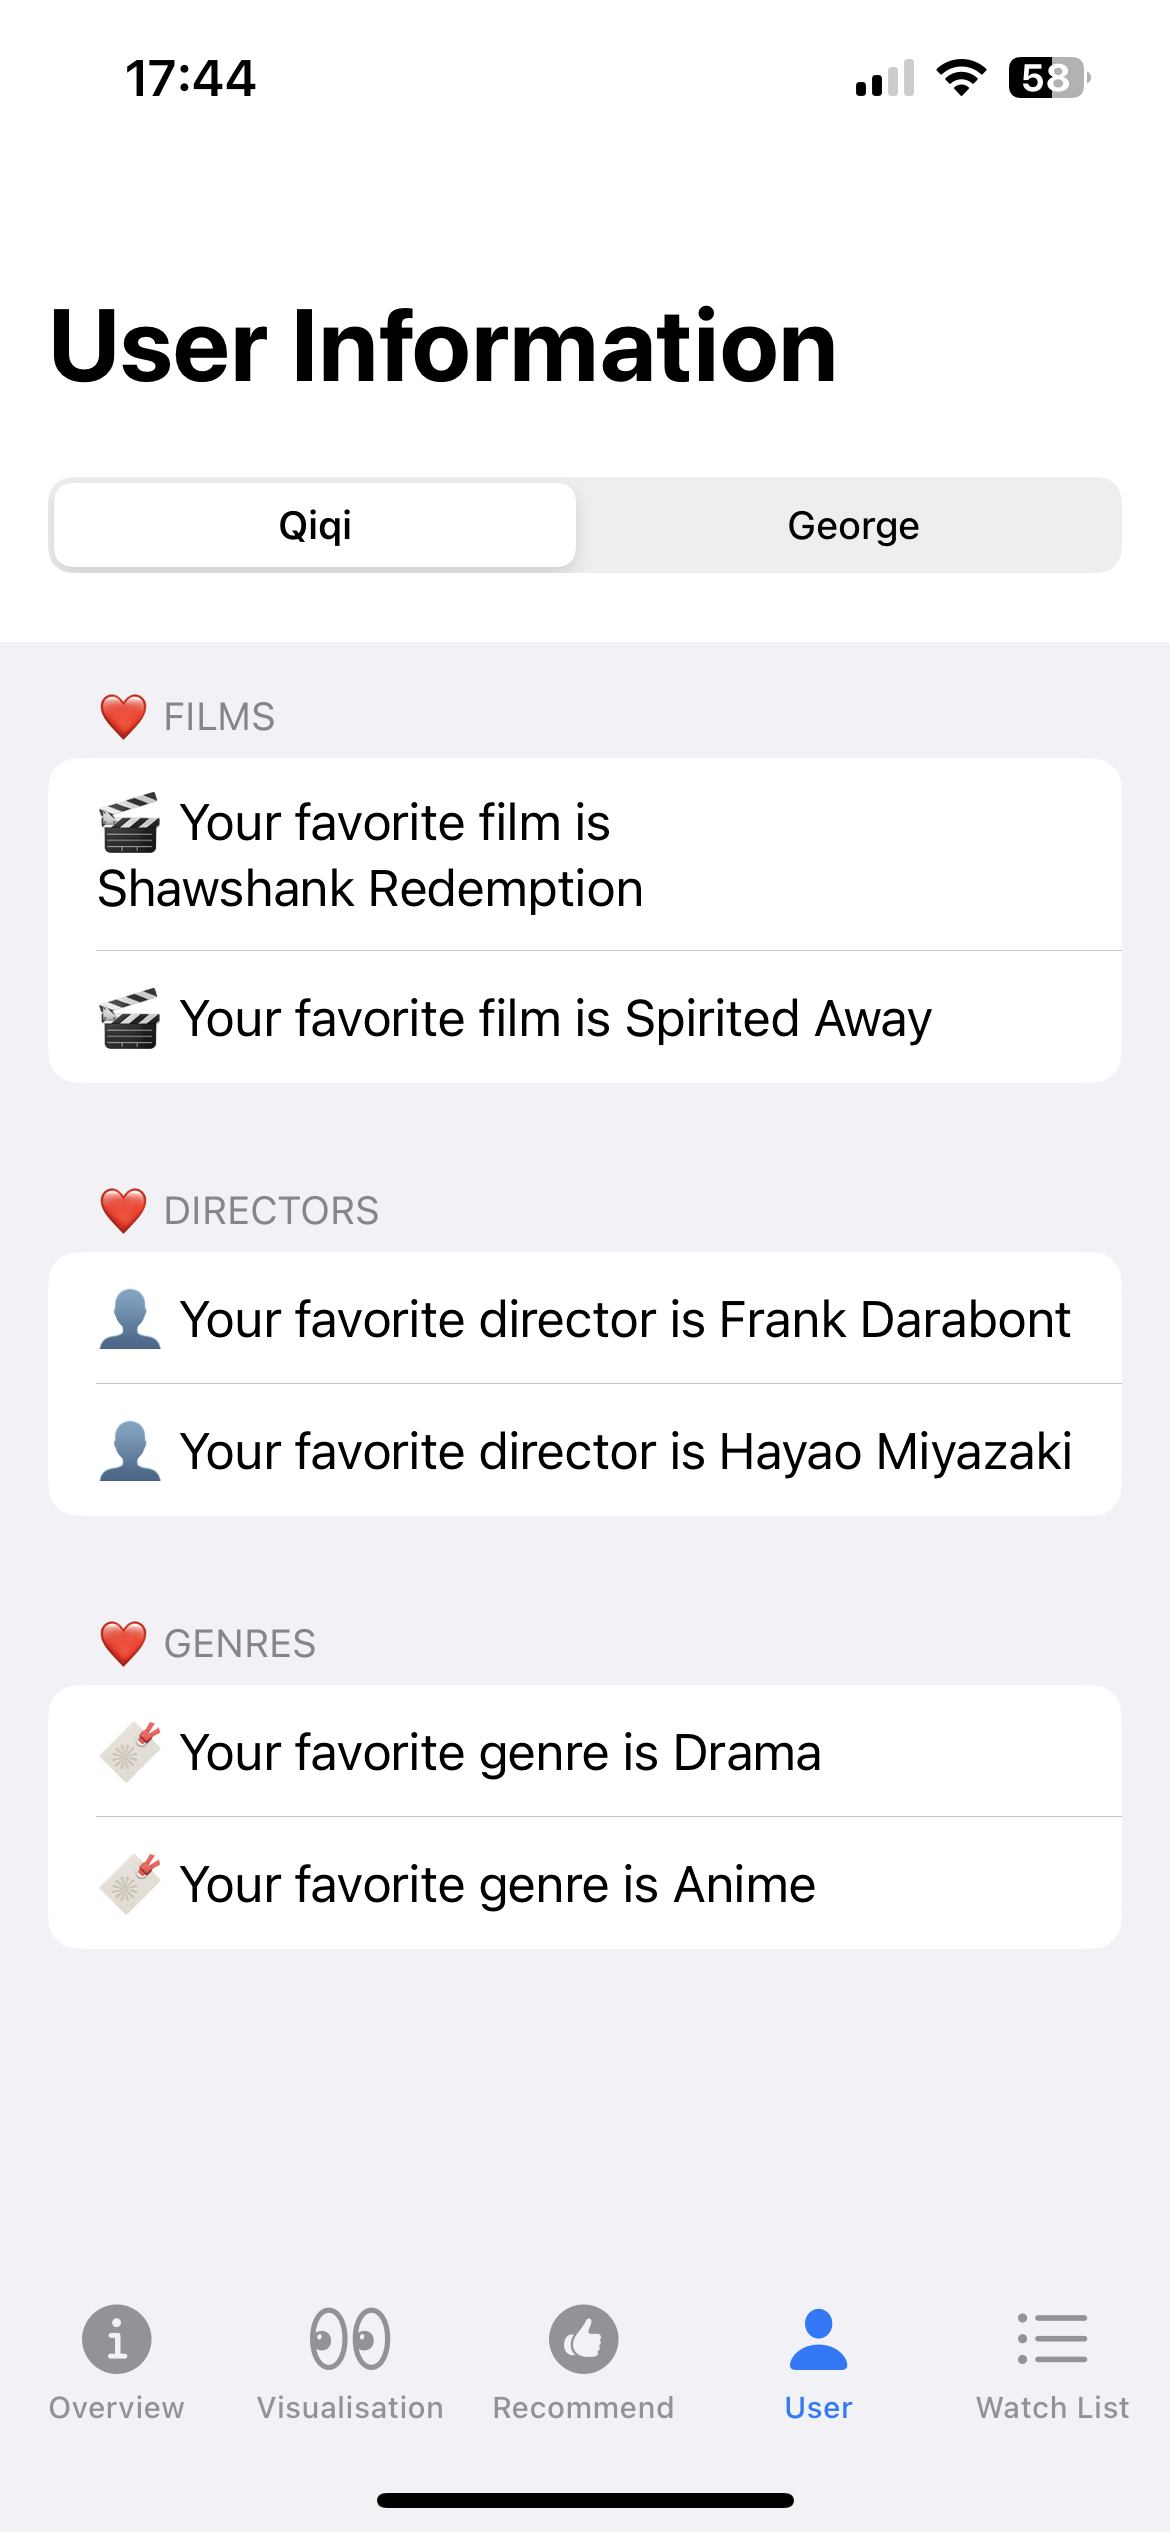 17:44
58
User Information
Qiqi
George
❤️ FILMS
🎬 Your favorite film is
Shawshank Redemption
🎬 Your favorite film is Spirited Away
❤️ DIRECTORS
👤 Your favorite director is Frank Darabont
👤 Your favorite director is Hayao Miyazaki
❤️ GENRES
Your favorite genre is Drama
Your favorite genre is Anime
Overview
Visualisation
Recommend
User
Watch List